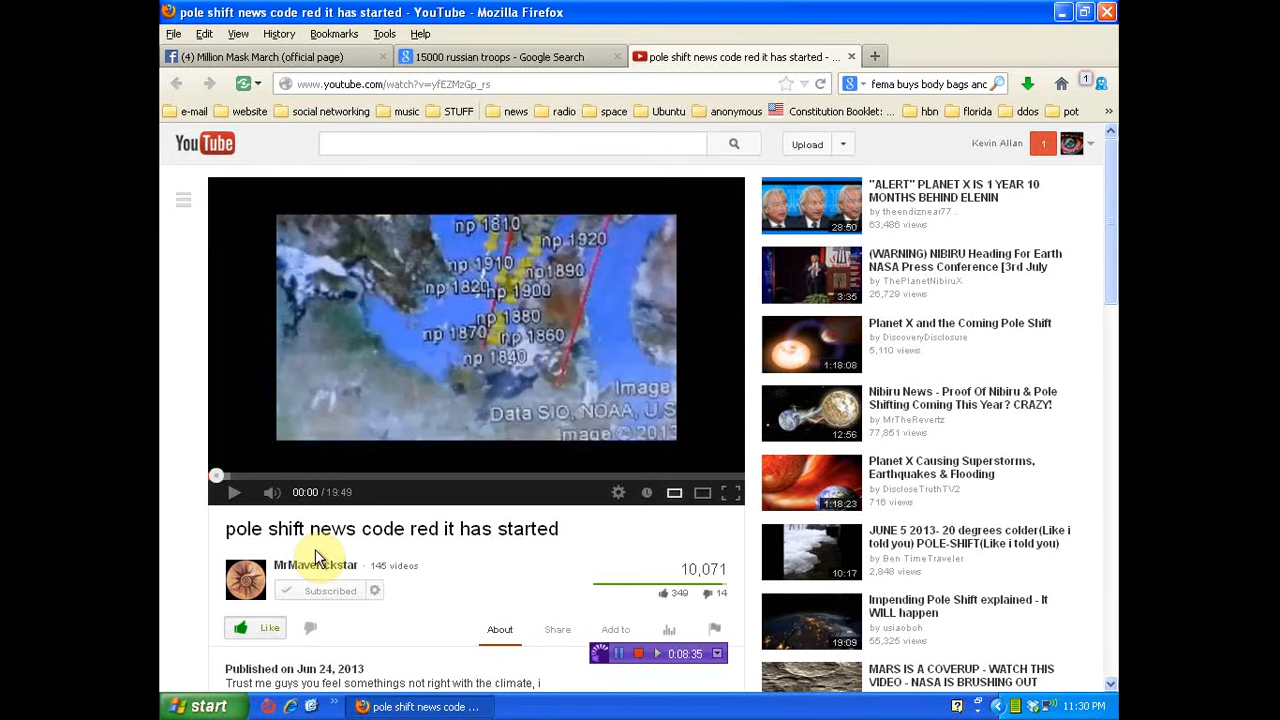 pole shift news code red it has started - YouTube - Mozilla Firefox
File Edit View History Bookmarks Tools Help
(4) Million Mask March (official page)
15000 russian troops - Google Search
pole shift news code red it has started -...
www.youtube.com/watch?v=yfEZMzGp_rs
fema buys body bags and
1
e-mail website social networking music STUFF news radio space Ubuntu anonymous Constitution Booklet:... hbn florida ddos pot »
You Tube
Upload
Kevin Allan
1
np 1810
np 1920
np 1910
np1890
np 1820
np 1900
np 1880
np 1870
np 1860
np 1840
Image
Data SIO, NOAA, U.S
Image © 2013
00:00 / 19:49
pole shift news code red it has started
MrMaverickstar · 145 videos
Subscribed
10,071
349 14
Like
About Share Add to
0:08:35
Published on Jun 24, 2013
Trust me guys you feel somethings not right with the climate, i
"ALERT" PLANET X IS 1 YEAR 10
MONTHS BEHIND ELENIN
by theendiznear77 .
63,486 views
28:50
(WARNING) NIBIRU Heading For Earth
NASA Press Conference [3rd July
by ThePlanetNibiruX
26,729 views
3:35
Planet X and the Coming Pole Shift
by DiscoveryDisclosure
5,110 views
1:18:08
Nibiru News - Proof Of Nibiru & Pole
Shifting Coming This Year? CRAZY!
by MrTheRevertz
77,851 views
12:56
Planet X Causing Superstorms,
Earthquakes & Flooding
by DiscloseTruthTV2
716 views
1:18:23
JUNE 5 2013- 20 degrees colder(Like i
told you) POLE-SHIFT(Like i told you)
by Ben TimeTraveler
2,848 views
10:17
Impending Pole Shift explained - It
WILL happen
by usiaboh
55,325 views
19:09
MARS IS A COVERUP - WATCH THIS
VIDEO - NASA IS BRUSHING OUT
start
pole shift news code ...
11:30 PM